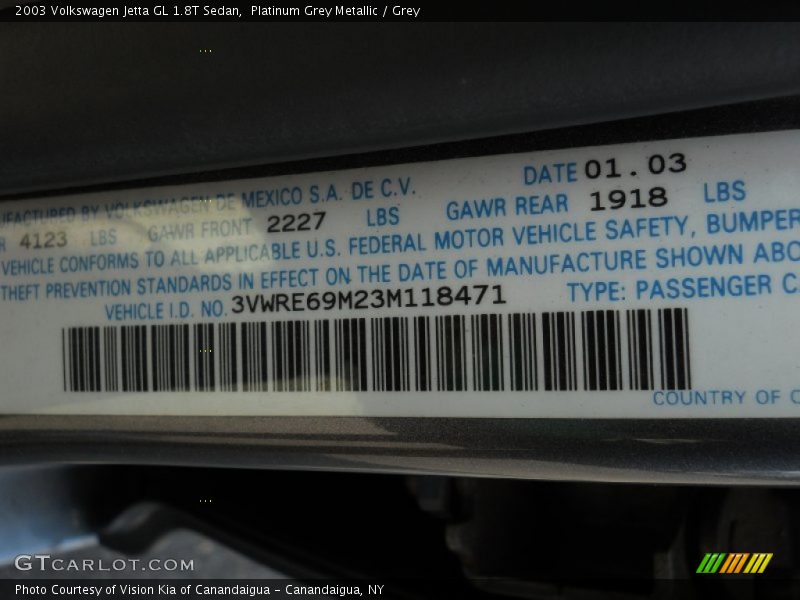 2003 Volkswagen Jetta GL 1.8T Sedan,  Platinum Grey Metallic / Grey
BY VOLKSWAGEN DE MEXICO S.A. DE C.V. DATE 01.03
4123 LBS GAWR FRONT 2227 LBS GAWR REAR 1918 LBS
VEHICLE CONFORMS TO ALL APPLICABLE U.S. FEDERAL MOTOR VEHICLE SAFETY, BUMPER
THEFT PREVENTION STANDARDS IN EFFECT ON THE DATE OF MANUFACTURE SHOWN
VEHICLE I.D. NO. 3VWRE69M23M118471 TYPE: PASSENGER
COUNTRY OF
GTCARLOT.COM
Photo Courtesy of Vision Kia of Canandaigua - Canandaigua, NY